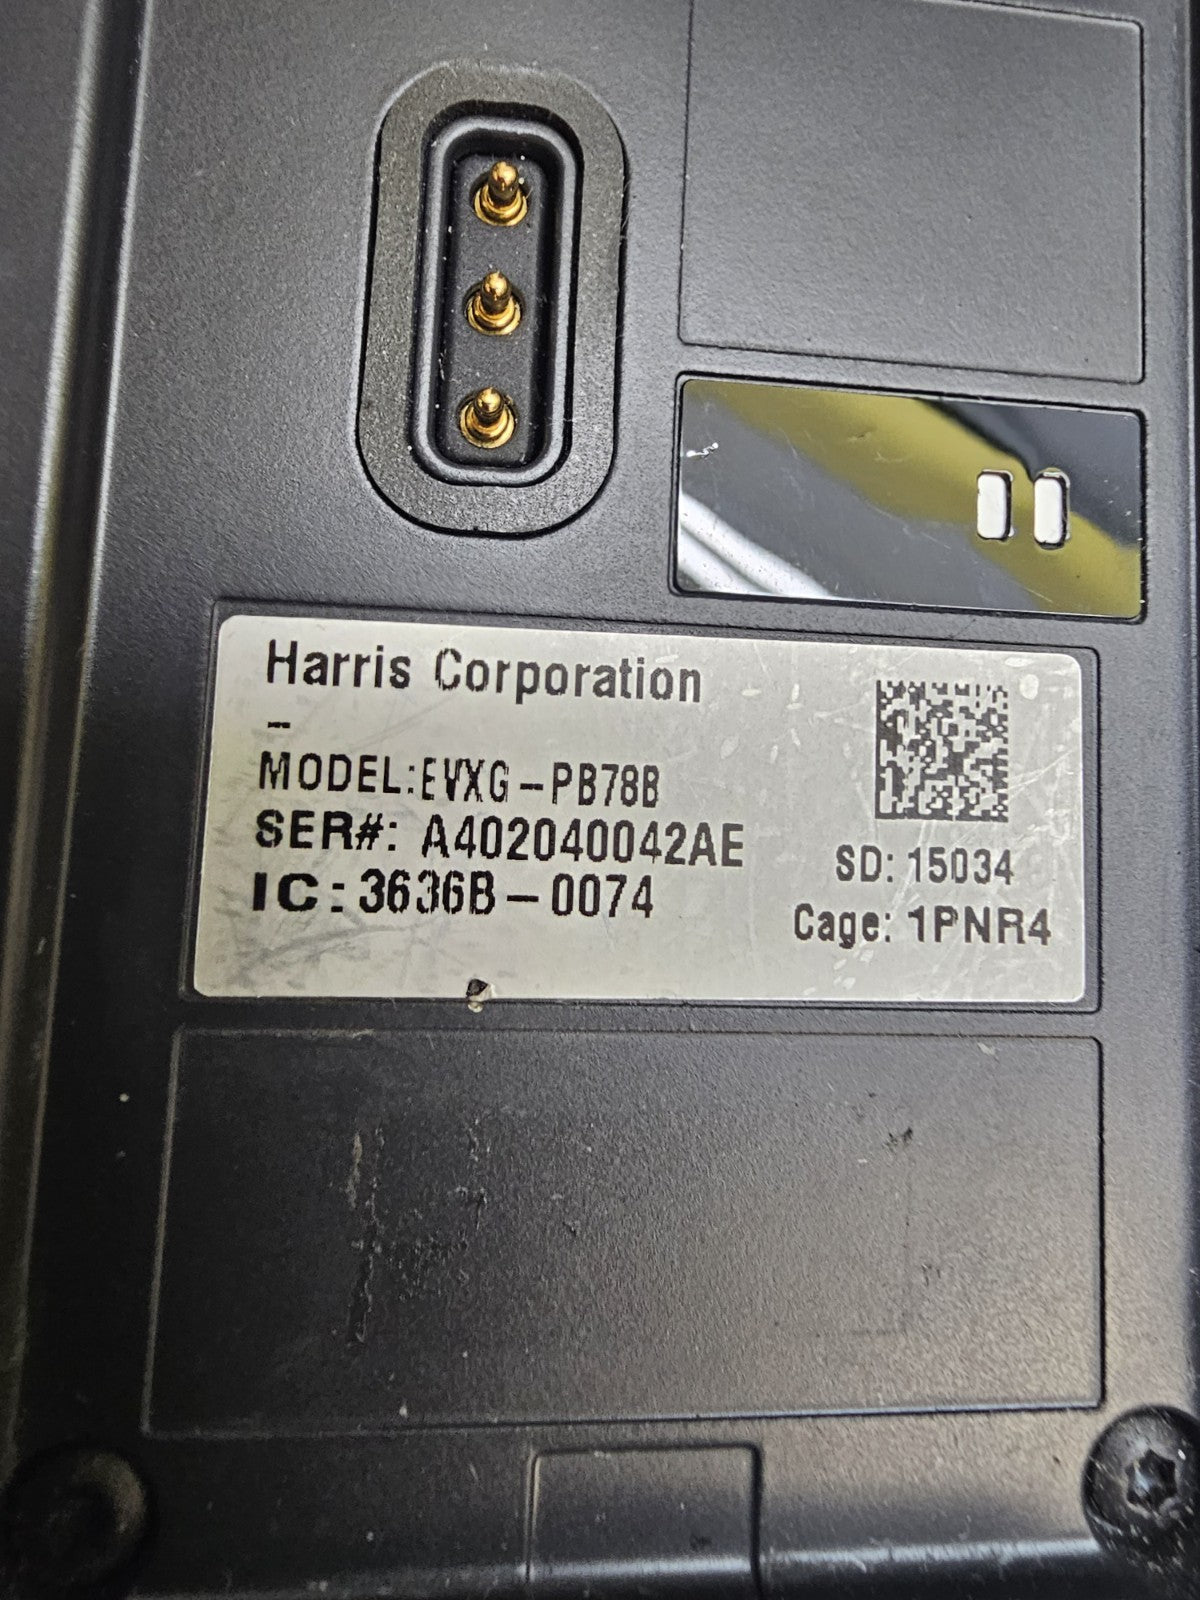 Harris Corporation
-
MODEL:EVXG-PB78B
SER#: A402040042AE
IC: 3636B-0074
SD: 15034
Cage: 1PNR4